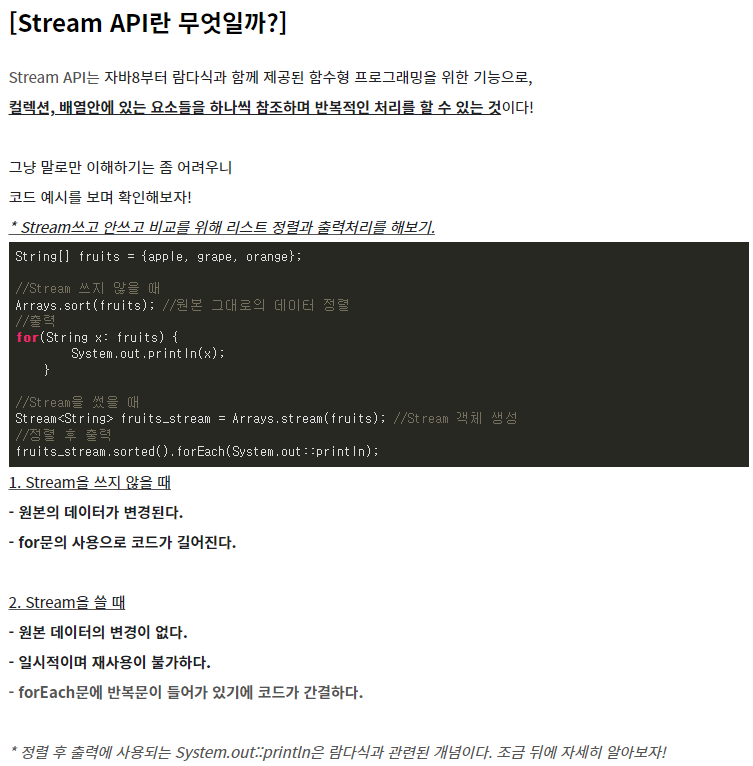 [Stream API란 무엇일까?]
Stream API는 자바8부터 람다식과 함께 제공된 함수형 프로그래밍을 위한 기능으로,
컬렉션, 배열안에 있는 요소들을 하나씩 참조하며 반복적인 처리를 할 수 있는 것이다!
그냥 말로만 이해하기는 좀 어려우니
코드 예시를 보며 확인해보자!
* Stream쓰고 안쓰고 비교를 위해 리스트 정렬과 출력처리를 해보기.
String[] fruits = {apple, grape, orange};
//Stream 쓰지 않을 때
Arrays.sort(fruits); //원본 그대로의 데이터 정렬
//출력
for(String x: fruits) {
System.out.println(x);
}
//Stream을 썼을 때
Stream<String> fruits_stream = Arrays.stream(fruits); //Stream 객체 생성
//정렬 후 출력
fruits_stream.sorted().forEach(System.out::println);
1. Stream을 쓰지 않을 때
- 원본의 데이터가 변경된다.
- for문의 사용으로 코드가 길어진다.
2. Stream을 쓸 때
- 원본 데이터의 변경이 없다.
- 일시적이며 재사용이 불가하다.
- forEach문에 반복문이 들어가 있기에 코드가 간결하다.
* 정렬 후 출력에 사용되는 System.out::println은 람다식과 관련된 개념이다. 조금 뒤에 자세히 알아보자!